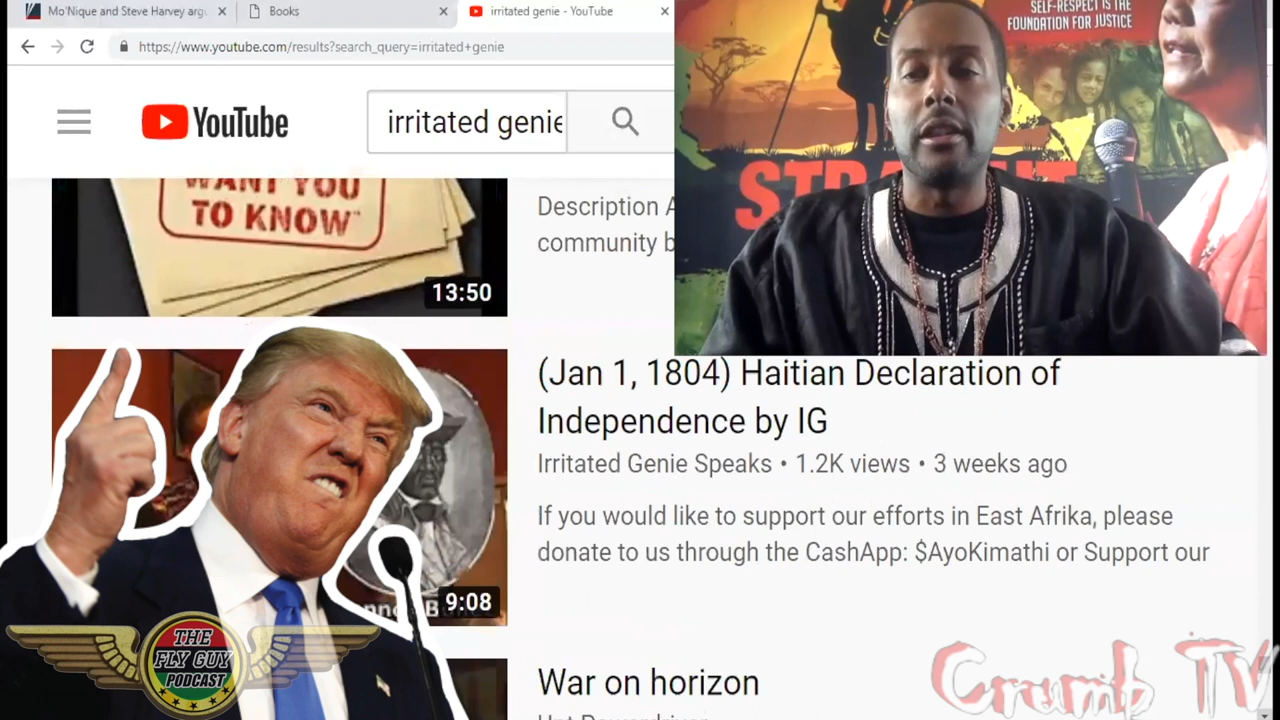 Mo'Nique and Steve Harvey argu
Books
irritated genie - YouTube
https://www.youtube.com/results?search_query=irritated+genie
SELF-RESPECT IS THE
FOUNDATION FOR JUSTICE
YouTube
irritated genie
WANT YOU
TO KNOW
13:50
Description A
community b
(Jan 1, 1804) Haitian Declaration of
Independence by IG
Irritated Genie Speaks • 1.2K views • 3 weeks ago
If you would like to support our efforts in East Afrika, please
donate to us through the CashApp: $AyoKimathi or Support our
9:08
War on horizon
THE
FLY GUY
PODCAST
Crumb TV